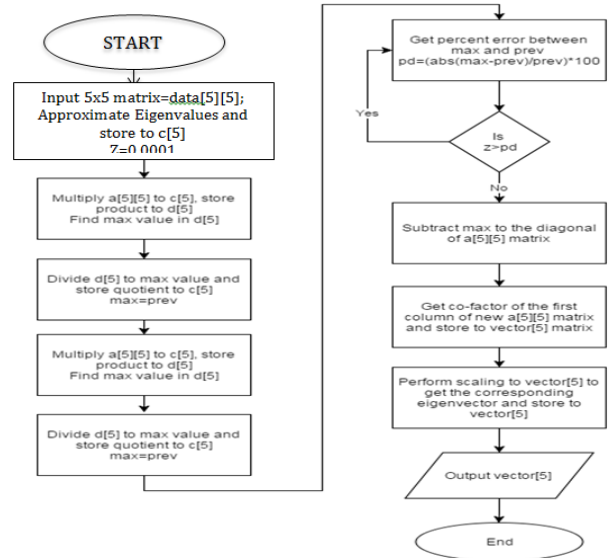 START
Input 5x5 matrix=data[5][5];
Approximate Eigenvalues and
store to c[5]
Z=0.0001
Multiply a[5][5] to c[5], store
product to d[5]
Find max value in d[5]
Divide d[5] to max value and
store quotient to c[5]
max=prev
Multiply a[5][5] to c[5], store
product to d[5]
Find max value in d[5]
Divide d[5] to max value and
store quotient to c[5]
max=prev
Get percent error between
max and prev
pd=(abs(max-prev)/prev)*100
Yes
Is
z>pd
No
Subtract max to the diagonal
of a[5][5] matrix
Get co-factor of the first
column of new a[5][5] matrix
and store to vector[5] matrix
Perform scaling to vector[5] to
get the corresponding
eigenvector and store to
vector[5]
Output vector[5]
End